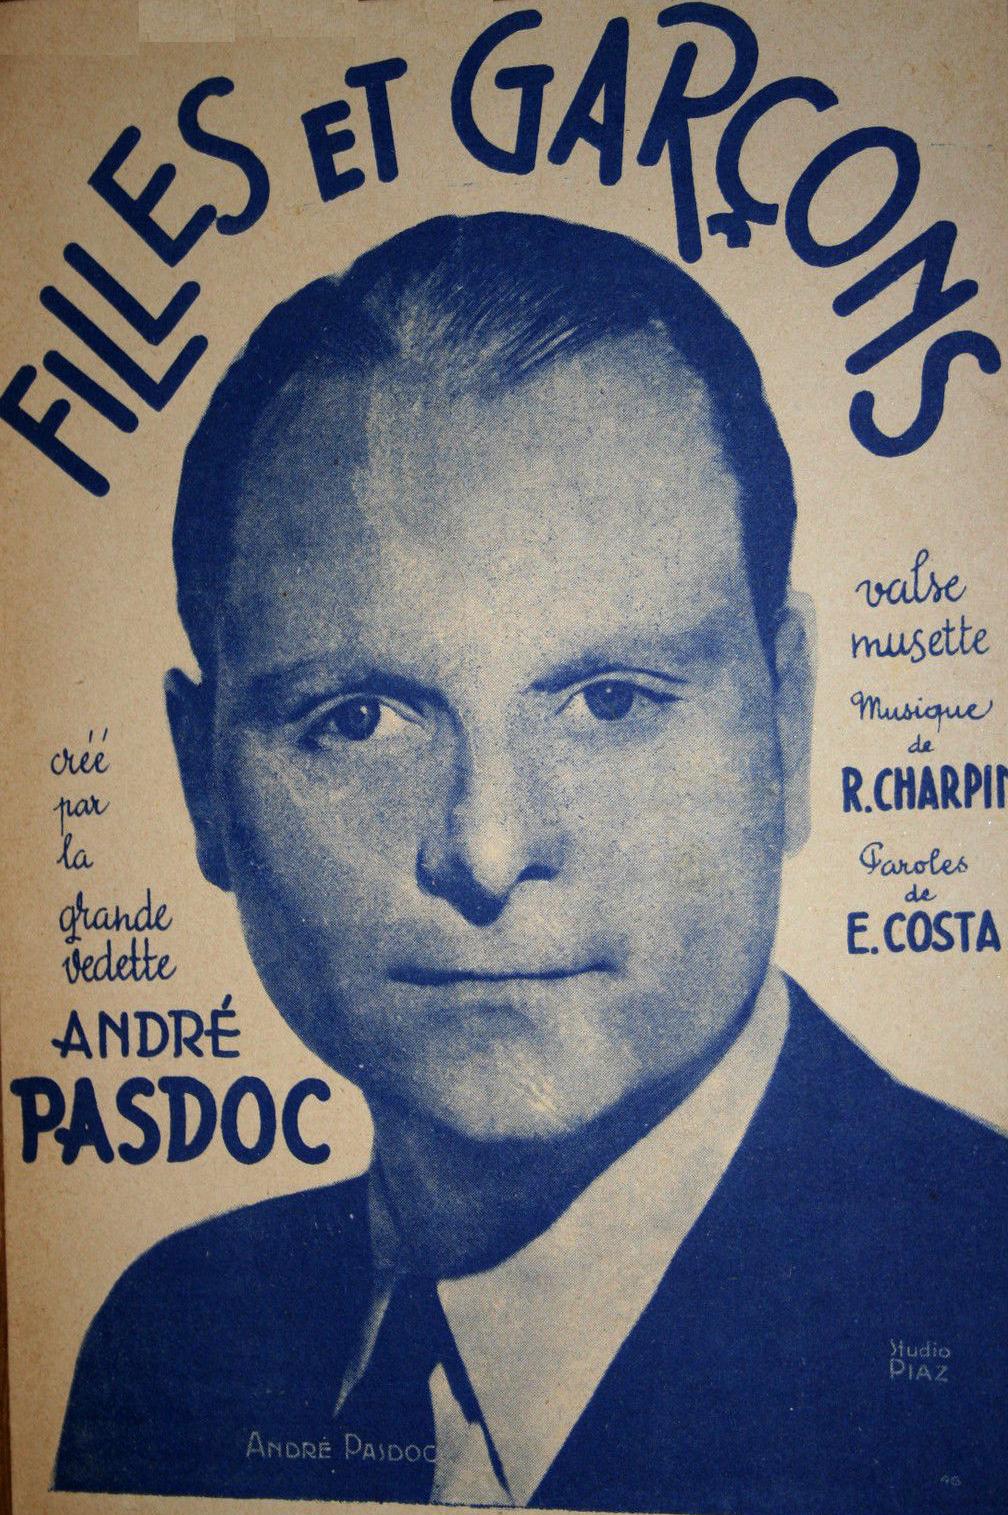 FILLES ET GARÇONS
valse
musette
Musique
de
R. CHARPIN
Paroles
de
E. COSTA
créé
par
la
grande
vedette
ANDRÉ
PASDOC
Studio
PIAZ
ANDRÉ PASDOC